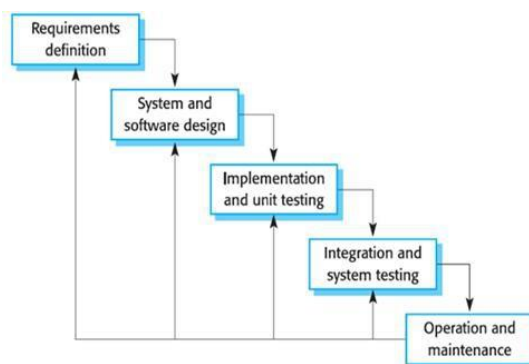 Requirements
definition
System and
software design
Implementation
and unit testing
Integration and
system testing
Operation and
maintenance